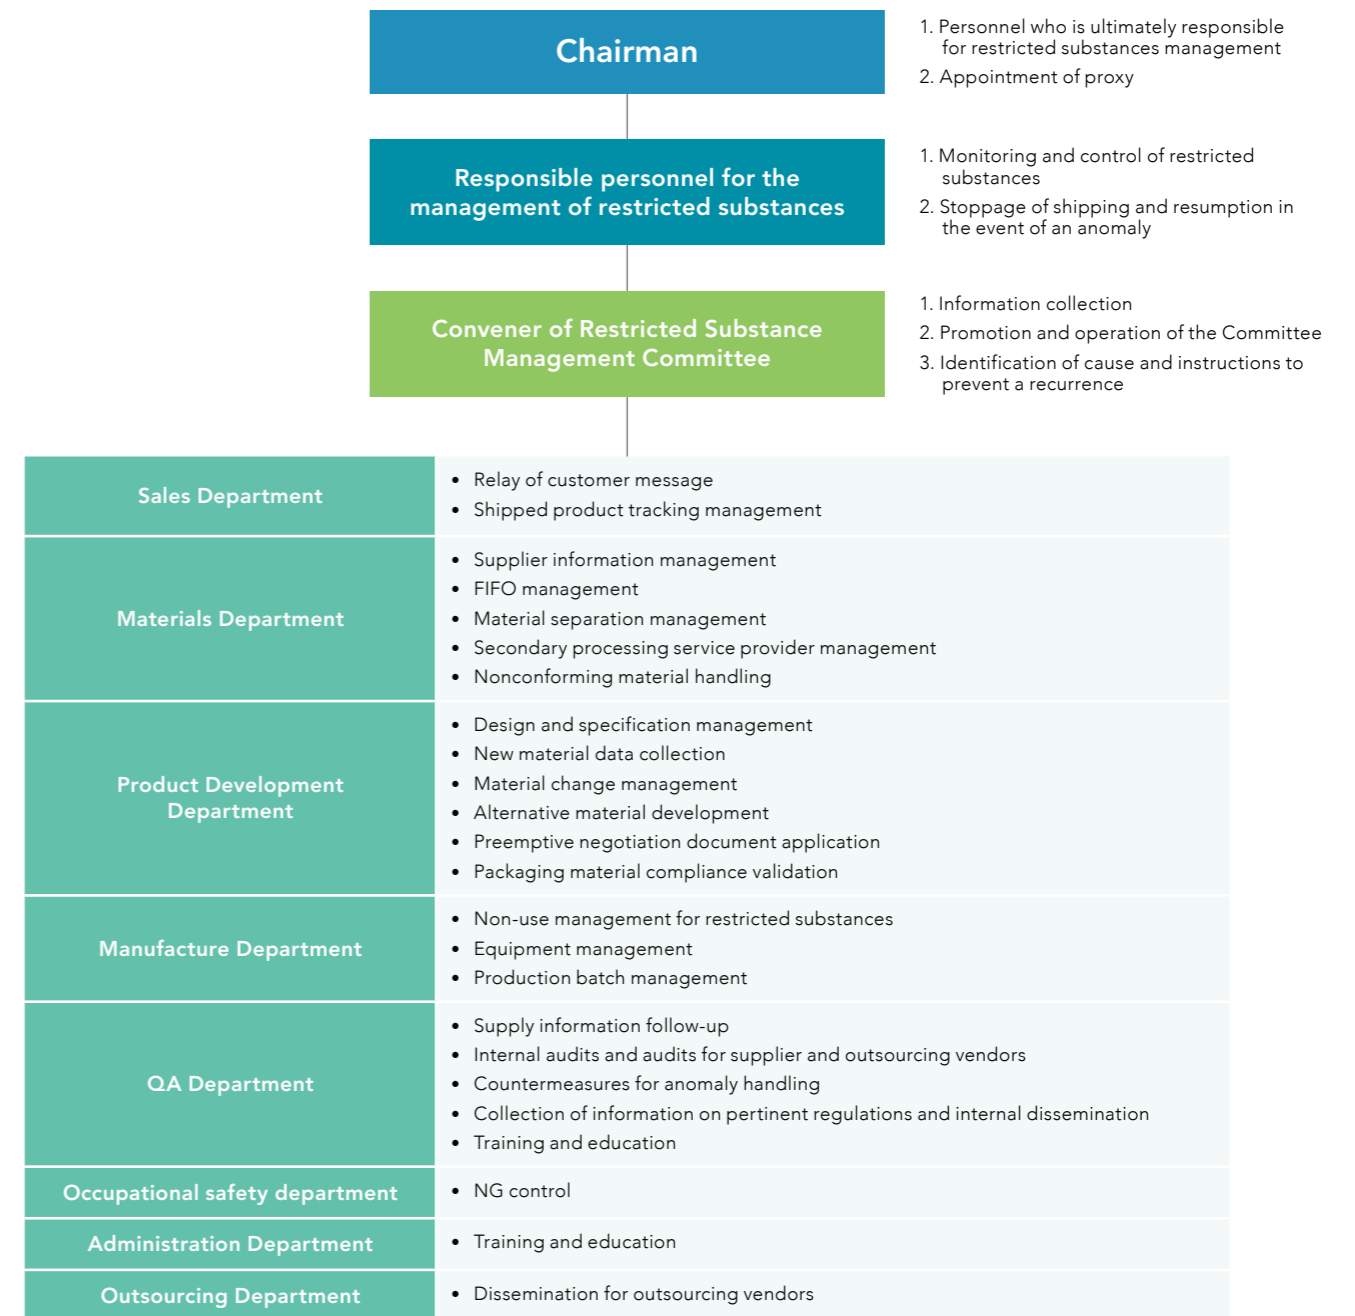 Chairman
1. Personnel who is ultimately responsible
for restricted substances management
2. Appointment of proxy
Responsible personnel for the
management of restricted substances
1. Monitoring and control of restricted
substances
2. Stoppage of shipping and resumption in
the event of an anomaly
Convener of Restricted Substance
Management Committee
1. Information collection
2. Promotion and operation of the Committee
3. Identification of cause and instructions to
prevent a recurrence
Sales Department
• Relay of customer message
• Shipped product tracking management
Materials Department
• Supplier information management
• FIFO management
• Material separation management
• Secondary processing service provider management
• Nonconforming material handling
Product Development
Department
• Design and specification management
• New material data collection
• Material change management
• Alternative material development
• Preemptive negotiation document application
• Packaging material compliance validation
Manufacture Department
• Non-use management for restricted substances
• Equipment management
• Production batch management
QA Department
• Supply information follow-up
• Internal audits and audits for supplier and outsourcing vendors
• Countermeasures for anomaly handling
• Collection of information on pertinent regulations and internal dissemination
• Training and education
Occupational safety department
• NG control
Administration Department
• Training and education
Outsourcing Department
• Dissemination for outsourcing vendors